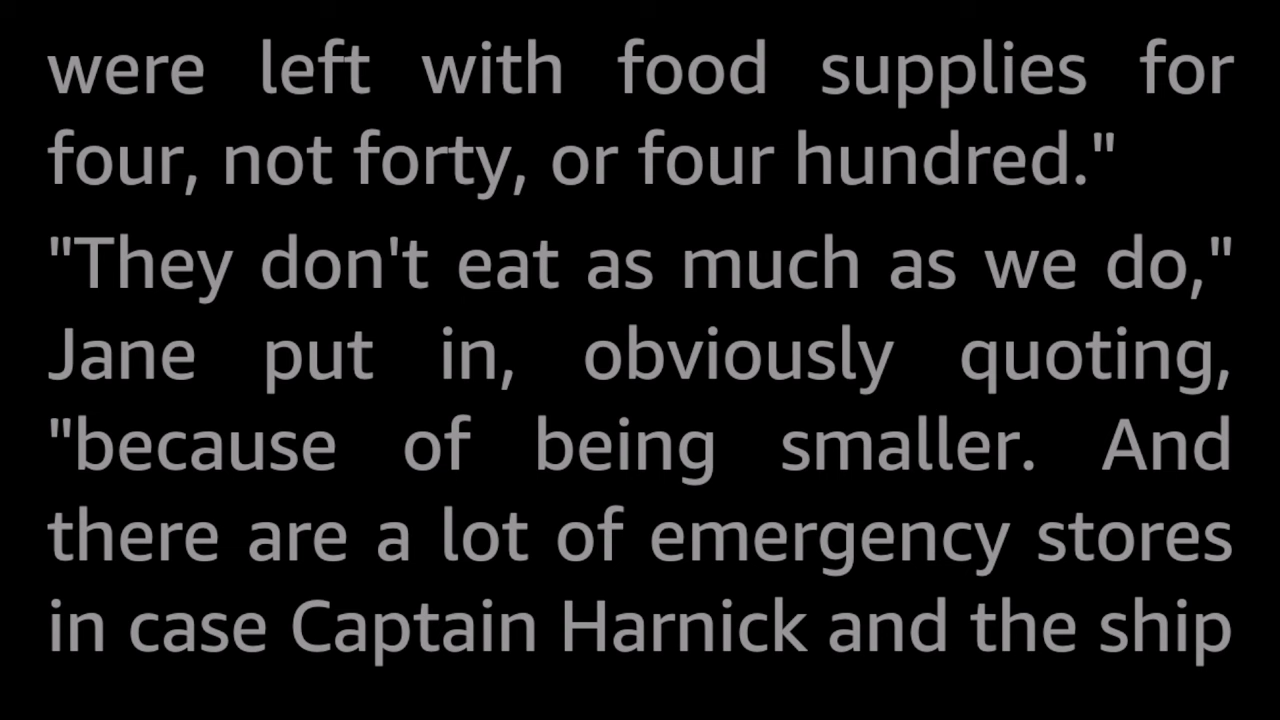 were left with food supplies for
four, not forty, or four hundred."
"They don't eat as much as we do,"
Jane put in, obviously quoting,
"because of being smaller. And
there are a lot of emergency stores
in case Captain Harnick and the ship